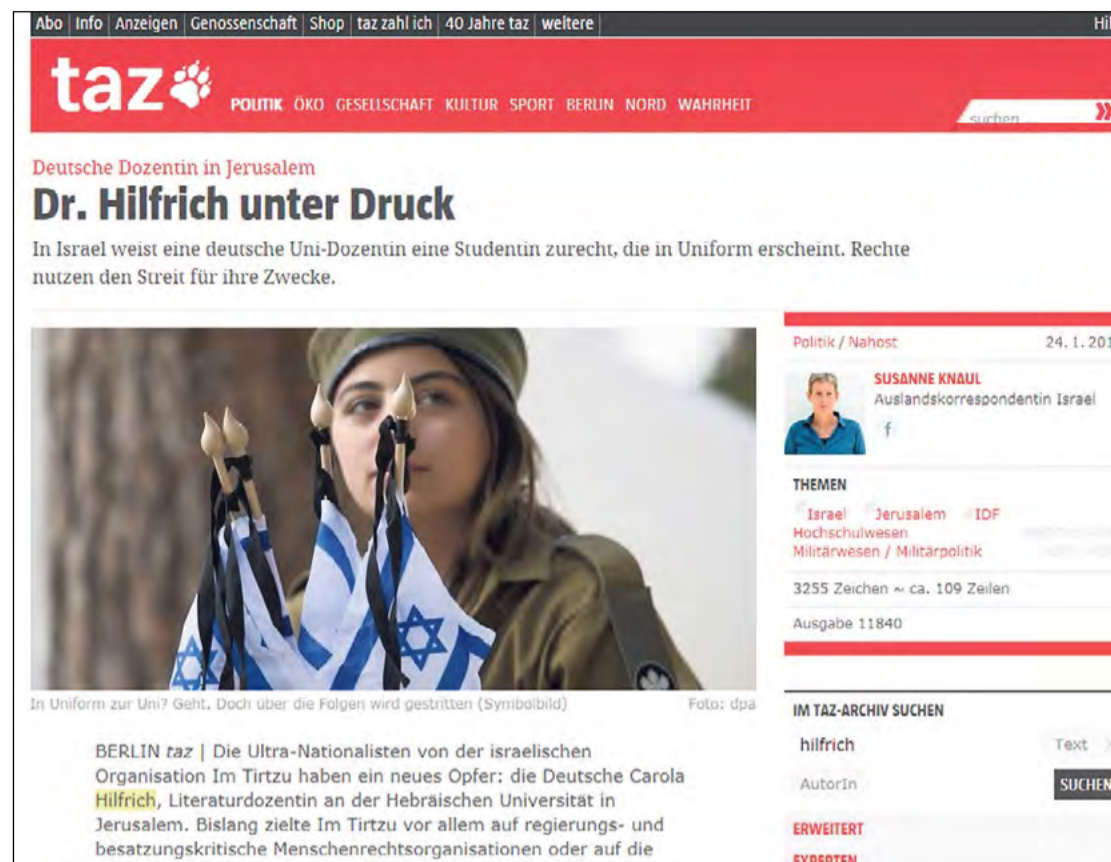 Abo | Info | Anzeigen | Genossenschaft | Shop | taz zahl ich | 40 Jahre taz | weitere
taz
POLITIK ÖKO GESELLSCHAFT KULTUR SPORT BERLIN NORD WAHRHEIT
suchen
Deutsche Dozentin in Jerusalem
Dr. Hilfrich unter Druck
In Israel weist eine deutsche Uni-Dozentin eine Studentin zurecht, die in Uniform erscheint. Rechte
nutzen den Streit für ihre Zwecke.
In Uniform zur Uni? Geht. Doch über die Folgen wird gestritten (Symbolbild) Foto: dpa
BERLIN taz | Die Ultra-Nationalisten von der israelischen
Organisation Im Tirtzu haben ein neues Opfer: die Deutsche Carola
Hilfrich, Literaturdozentin an der Hebräischen Universität in
Jerusalem. Bislang zielte Im Tirtzu vor allem auf regierungs- und
besatzungskritische Menschenrechtsorganisationen oder auf die
Politik / Nahost 24. 1. 201
SUSANNE KNAUL
Auslandskorrespondentin Israel
f
THEMEN
Israel Jerusalem IDF
Hochschulwesen
Militärwesen / Militärpolitik
3255 Zeichen ~ ca. 109 Zeilen
Ausgabe 11840
IM TAZ-ARCHIV SUCHEN
hilfrich Text
AutorIn SUCHEN
ERWEITERT
EXPERTEN